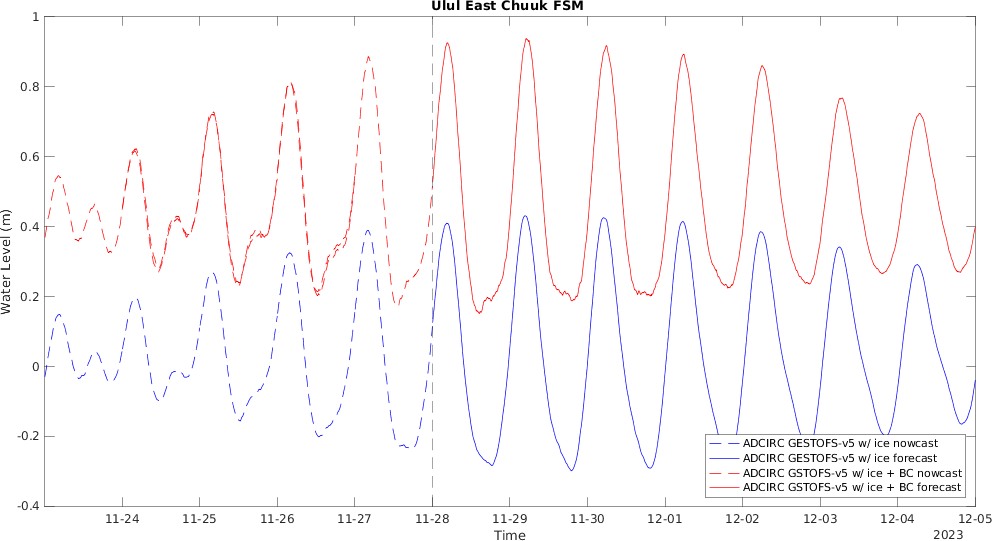 Ulul East Chuuk FSM
Water Level (m)
1
0.8
0.6
0.4
0.2
0
-0.2
-0.4
ADCIRC GESTOFS-v5 w/ ice nowcast
ADCIRC GESTOFS-v5 w/ ice forecast
ADCIRC GSTOFS-v5 w/ ice + BC nowcast
ADCIRC GSTOFS-v5 w/ ice + BC forecast
11-24 11-25 11-26 11-27 11-28 11-29 11-30 12-01 12-02 12-03 12-04 12-05
Time
2023